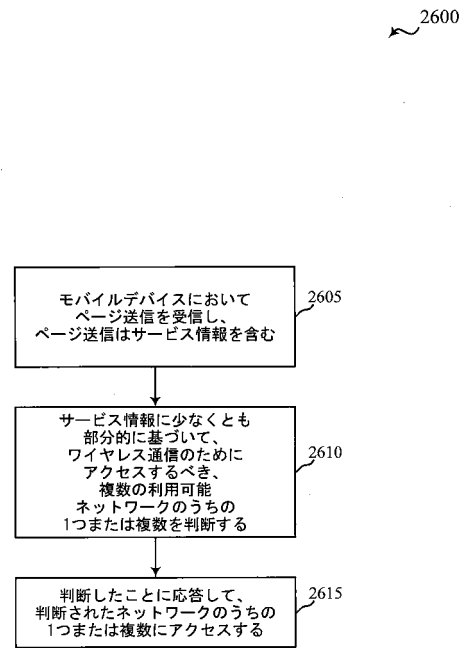 2600
モバイルデバイスにおいて
ページ送信を受信し、
ページ送信はサービス情報を含む
2605
サービス情報に少なくとも
部分的に基づいて、
ワイヤレス通信のために
アクセスするべき、
複数の利用可能
ネットワークのうちの
1つまたは複数を判断する
2610
判断したことに応答して、
判断されたネットワークのうちの
1つまたは複数にアクセスする
2615